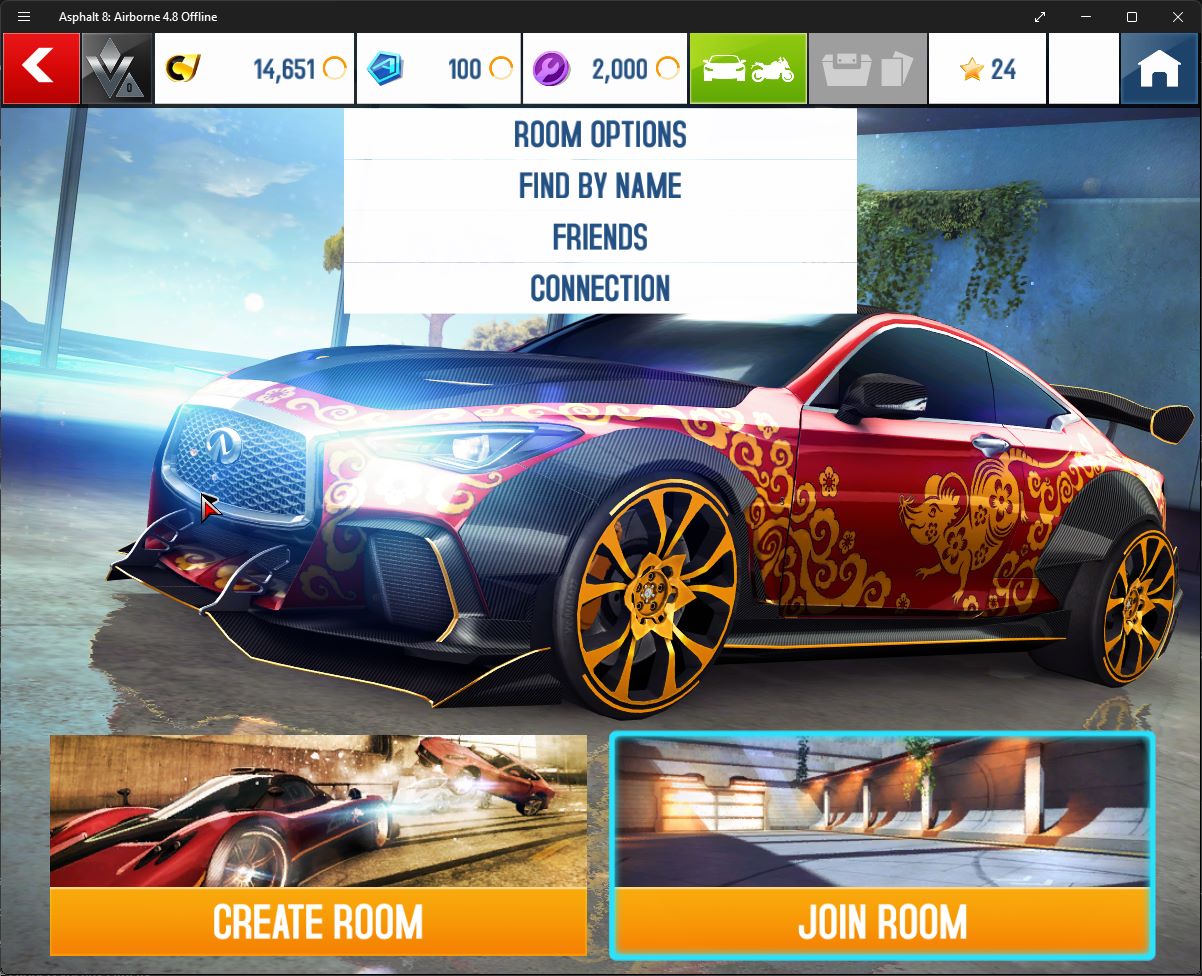 Asphalt 8: Airborne 4.8 Offline
0
14,651
100
2,000
24
ROOM OPTIONS
FIND BY NAME
FRIENDS
CONNECTION
CREATE ROOM
JOIN ROOM